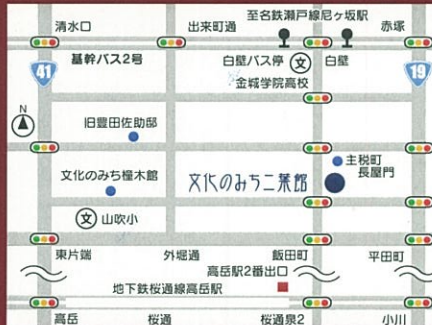 至名鉄瀬戸線尼ヶ坂駅
清水口
出来町通
赤塚
41
基幹バス2号
白壁バス停
文
白壁
19
金城学院高校
N
旧豊田佐助邸
主税町
長屋門
文化のみち橦木館
文化のみち二葉館
文 山吹小
東片端
外堀通
飯田町
平田町
高岳駅2番出口
地下鉄桜通線高岳駅
高岳
桜通
桜通泉2
小川